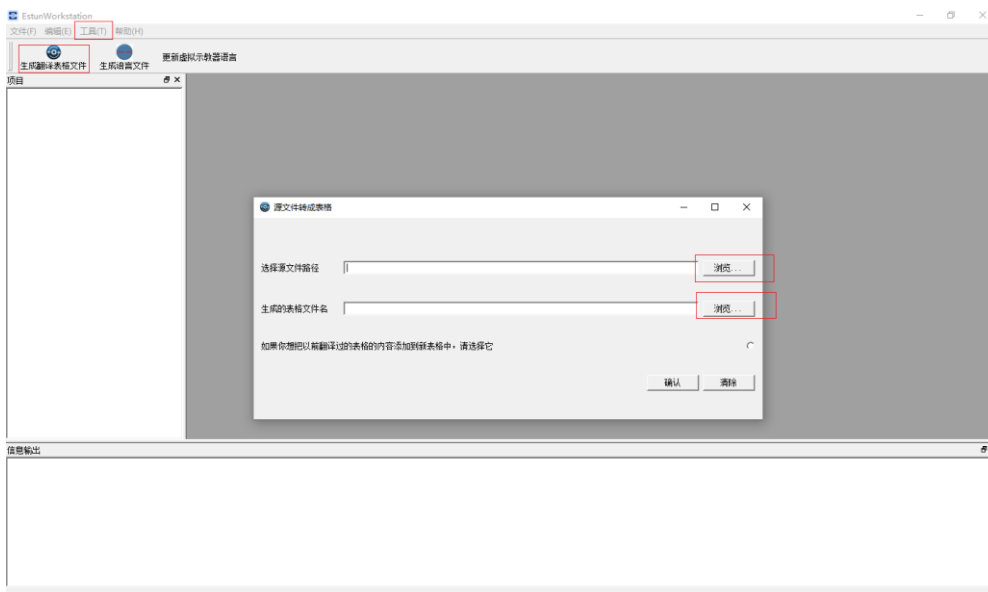 EstunWorkstation
文件(F) 编辑(E) 工具(T) 帮助(H)
生成翻译表格文件 生成语言文件 更新虚拟示教器语言
项目
源文件转成表格
选择源文件路径 浏览...
生成的表格文件名 浏览...
如果你想把以前翻译过的表格的内容添加到新表格中，请选择它
确认 清除
信息输出